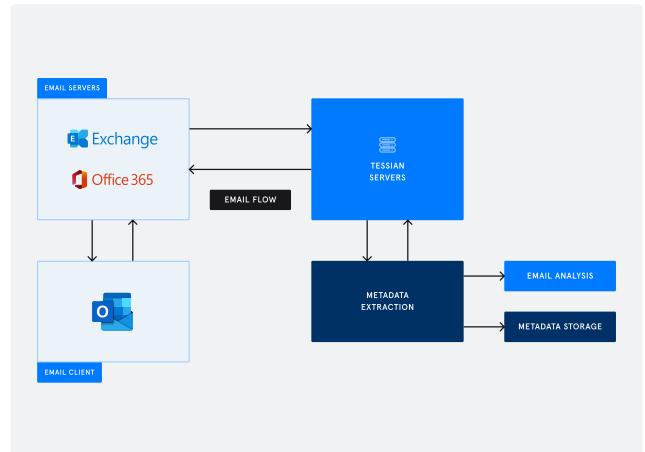 EMAIL SERVERS
E
Exchange
Office 365
TESSIAN
SERVERS
EMAIL FLOW
O
METADATA
EXTRACTION
EMAIL ANALYSIS
METADATA STORAGE
EMAIL CLIENT